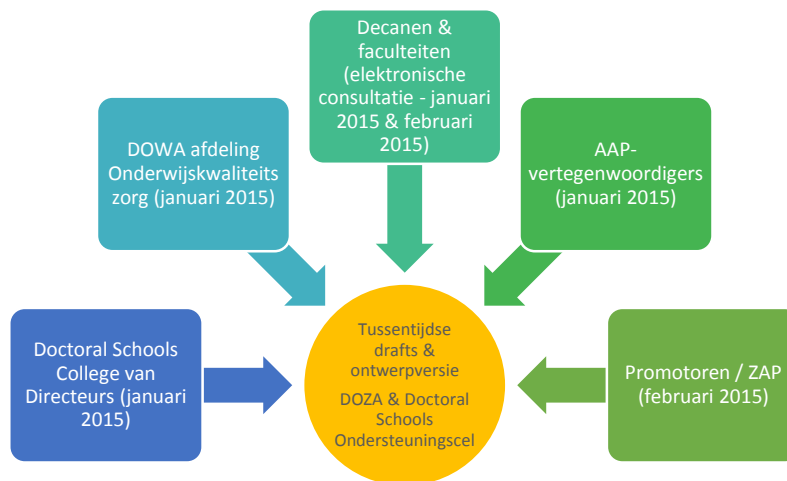 Decanen &
faculteiten
(elektronische
consultatie - januari
2015 & februari
2015)
DOWA afdeling
Onderwijskwaliteits
zorg (januari 2015)
AAP-
vertegenwoordigers
(januari 2015)
Doctoral Schools
College van
Directeurs (januari
2015)
Tussentijdse
drafts &
ontwerpversie
DOZA & Doctoral
Schools
Ondersteuningscel
Promotoren / ZAP
(februari 2015)